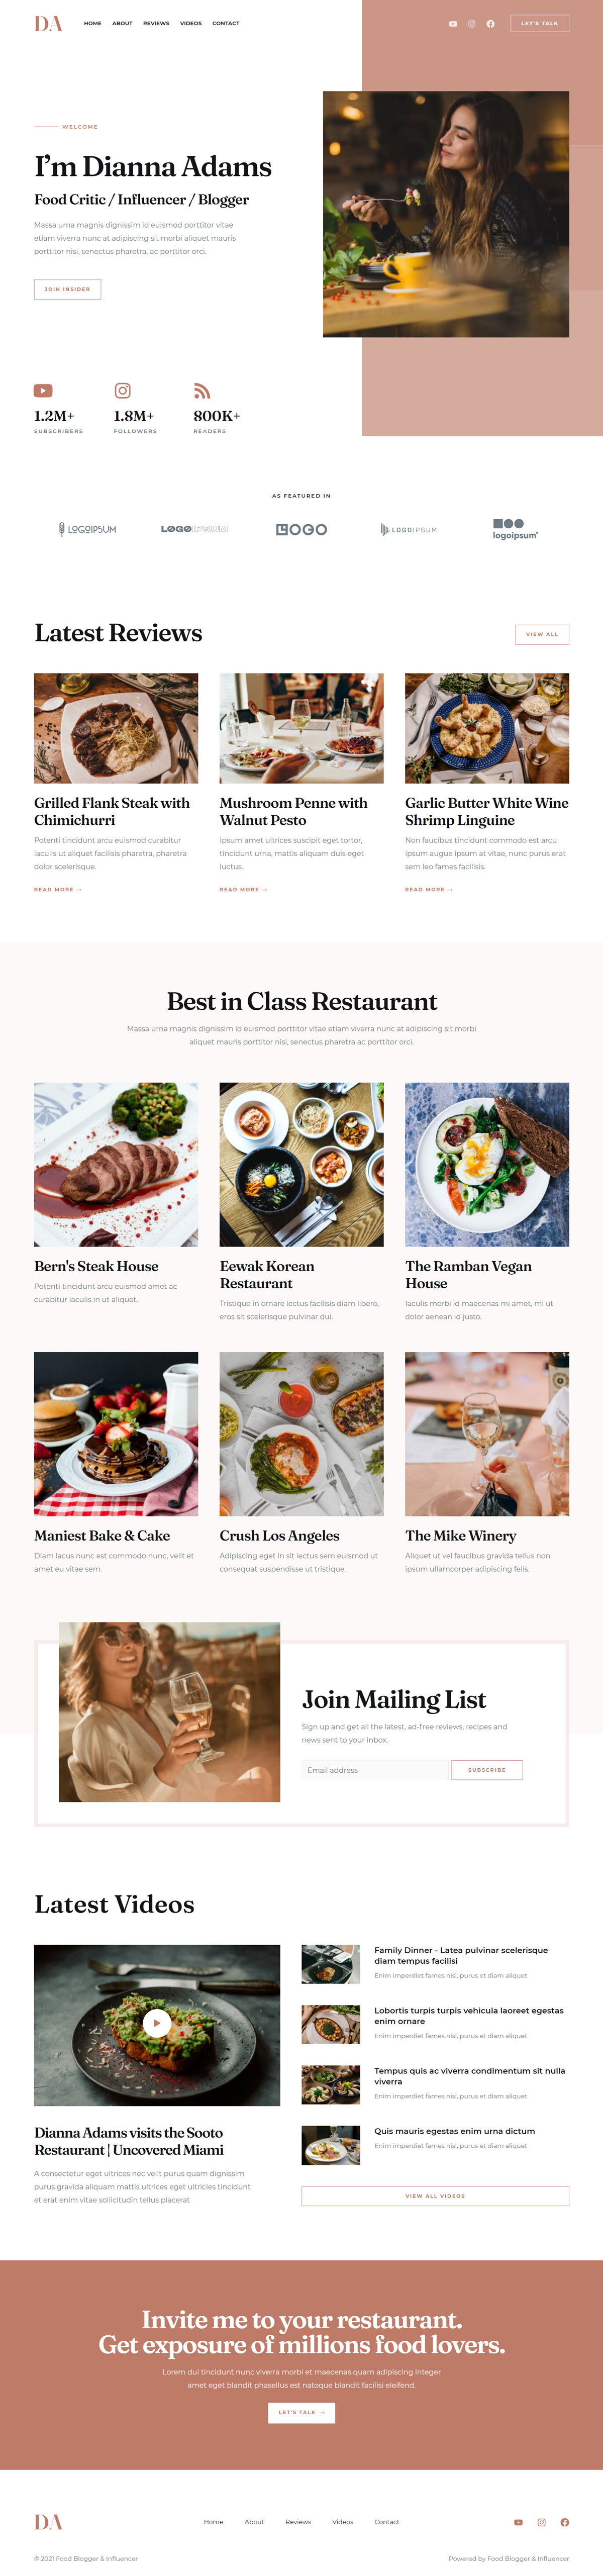 DA
HOME ABOUT REVIEWS VIDEOS CONTACT
LET'S TALK
WELCOME
I’m Dianna Adams
Food Critic / Influencer / Blogger
Massa urna magnis dignissim id euismod porttitor vitae
etiam viverra nunc at adipiscing sit morbi aliquet mauris
porttitor nisi, senectus pharetra, ac porttitor orci.
JOIN INSIDER
1.2M+
SUBSCRIBERS
1.8M+
FOLLOWERS
800K+
READERS
AS FEATURED IN
LOGOIPSUM
LOGOIPSUM
LOGO
LOGOIPSUM
logoipsum
Latest Reviews
VIEW ALL
Grilled Flank Steak with
Chimichurri
Potenti tincidunt arcu euismod curabitur
iaculis ut aliquet facilisis pharetra, pharetra
dolor scelerisque.
READ MORE →
Mushroom Penne with
Walnut Pesto
Ipsum amet ultrices suscipit eget tortor,
tincidunt urna, mattis aliquam duis eget
luctus.
READ MORE →
Garlic Butter White Wine
Shrimp Linguine
Non faucibus tincidunt commodo est arcu
ipsum augue ipsum at vitae, nunc purus erat
sem leo fames facilisis.
READ MORE →
Best in Class Restaurant
Massa urna magnis dignissim id euismod porttitor vitae etiam viverra nunc at adipiscing sit morbi
aliquet mauris porttitor nisi, senectus pharetra ac porttitor orci.
Bern's Steak House
Potenti tincidunt arcu euismod amet ac
curabitur iaculis in ut aliquet.
Eewak Korean
Restaurant
Tristique in ornare lectus facilisis diam libero,
eros sit scelerisque pulvinar dui.
The Ramban Vegan
House
Iaculis morbi id maecenas mi amet, mi ut
dolor aenean id justo.
Maniest Bake & Cake
Diam lacus nunc est commodo nunc, velit et
amet eu vitae sem.
Crush Los Angeles
Adipiscing eget in sit lectus sem euismod ut
consequat suspendisse ut tristique.
The Mike Winery
Aliquet ut vel faucibus gravida tellus non
ipsum ullamcorper adipiscing felis.
Join Mailing List
Sign up and get all the latest, ad-free reviews, recipes and
news sent to your inbox.
Email address
SUBSCRIBE
Latest Videos
Dianna Adams visits the Sooto
Restaurant | Uncovered Miami
A consectetur eget ultrices nec velit purus quam dignissim
purus gravida aliquam mattis ultrices eget ultricies tincidunt
et erat enim vitae sollicitudin tellus placerat
Family Dinner - Latea pulvinar scelerisque
diam tempus facilisi
Enim imperdiet fames nisl, purus et diam aliquet
Lobortis turpis turpis vehicula laoreet egestas
enim ornare
Enim imperdiet fames nisl, purus et diam aliquet
Tempus quis ac viverra condimentum sit nulla
viverra
Enim imperdiet fames nisl, purus et diam aliquet
Quis mauris egestas enim urna dictum
Enim imperdiet fames nisl, purus et diam aliquet
VIEW ALL VIDEOS
Invite me to your restaurant.
Get exposure of millions food lovers.
Lorem dui tincidunt nunc viverra morbi et maecenas quam adipiscing integer
amet eget blandit phasellus est natoque blandit facilisi eleifend.
LET'S TALK →
DA
Home About Reviews Videos Contact
© 2021 Food Blogger & Influencer
Powered by Food Blogger & Influencer